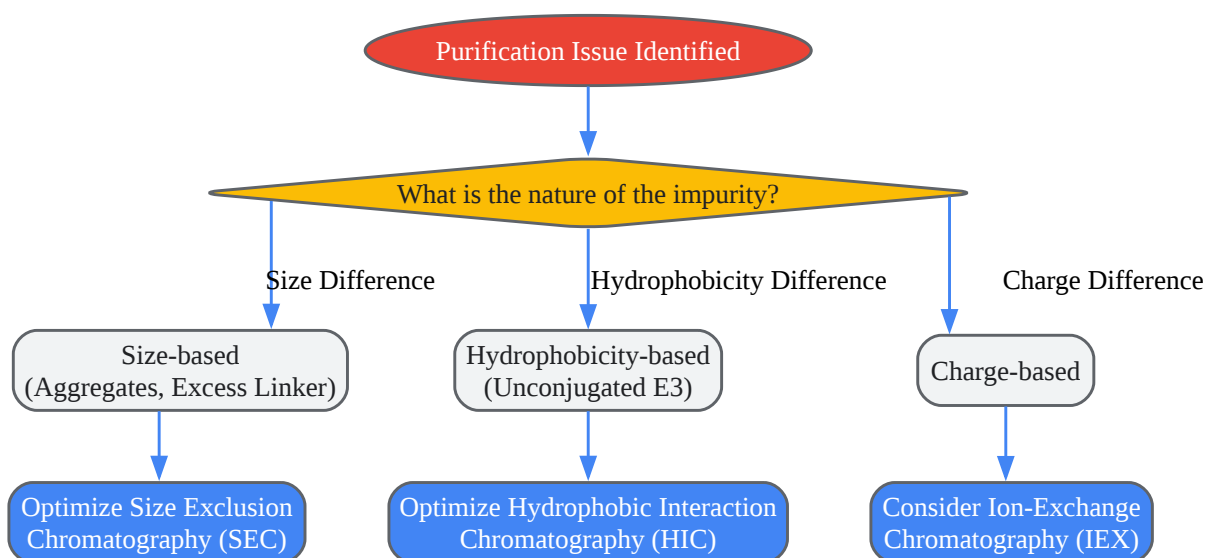 Purification Issue Identified
What is the nature of the impurity?
Size Difference
Hydrophobicity Difference
Charge Difference
Size-based
(Aggregates, Excess Linker)
Hydrophobicity-based
(Unconjugated E3)
Charge-based
Optimize Size Exclusion
Chromatography (SEC)
Optimize Hydrophobic Interaction
Chromatography (HIC)
Consider Ion-Exchange
Chromatography (IEX)